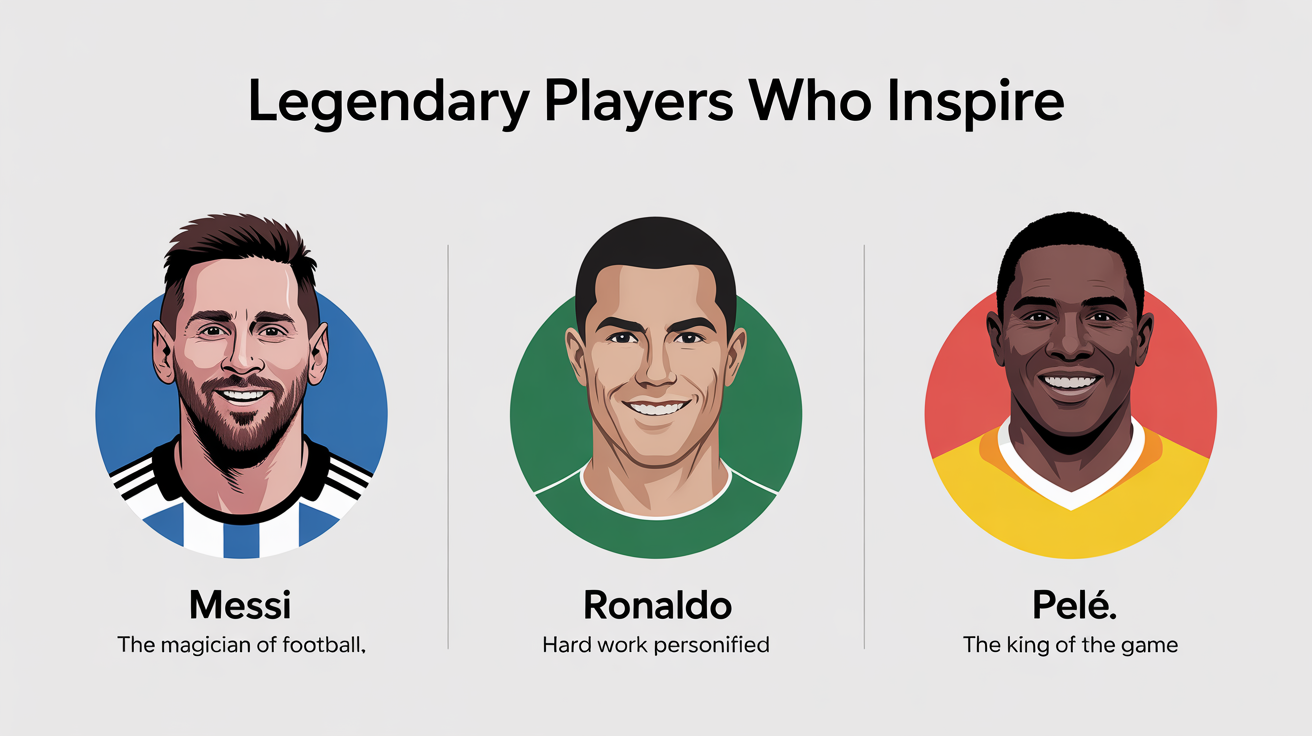 Legendary Players Who Inspire
Messi
The magician of football,
Ronaldo
Hard work personified
Pelé.
The king of the game